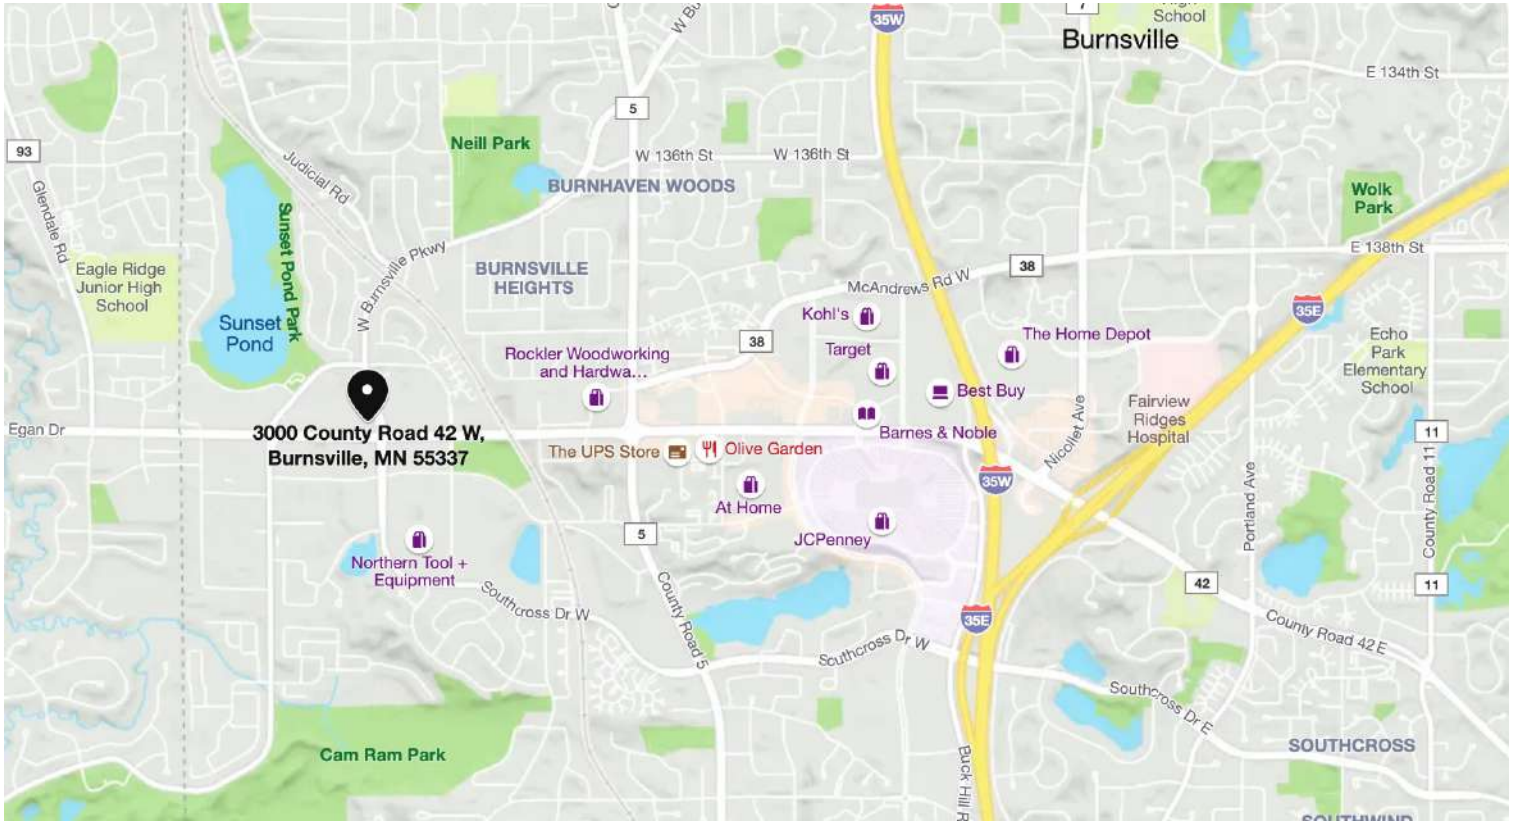 35W
W Bu
7
High
School
Burnsville
E 134th St
5
93
Neill Park
Judicial Rd
W 136th St
W 136th St
BURNHAVEN WOODS
Glendale Rd
Wolk
Park
Sunset Pond Park
W Burnsville Pkwy
E 138th St
Eagle Ridge
Junior High
School
BURNSVILLE
HEIGHTS
38
McAndrews Rd W
Kohl's
35E
Sunset
Pond
38
Target
The Home Depot
Echo
Park
Elementary
School
Rockler Woodworking
and Hardwa...
Best Buy
Fairview
Ridges
Hospital
Nicollet Ave
Egan Dr
3000 County Road 42 W,
Burnsville, MN 55337
Barnes & Noble
11
The UPS Store
Olive Garden
35W
County Road 11
Portland Ave
At Home
5
JCPenney
Northern Tool +
Equipment
42
11
Southcross Dr W
County Road 5
35E
County Road 42 E
Southcross Dr W
Southcross Dr E
Cam Ram Park
SOUTHCROSS
Buck Hill R
SOUTHWIND